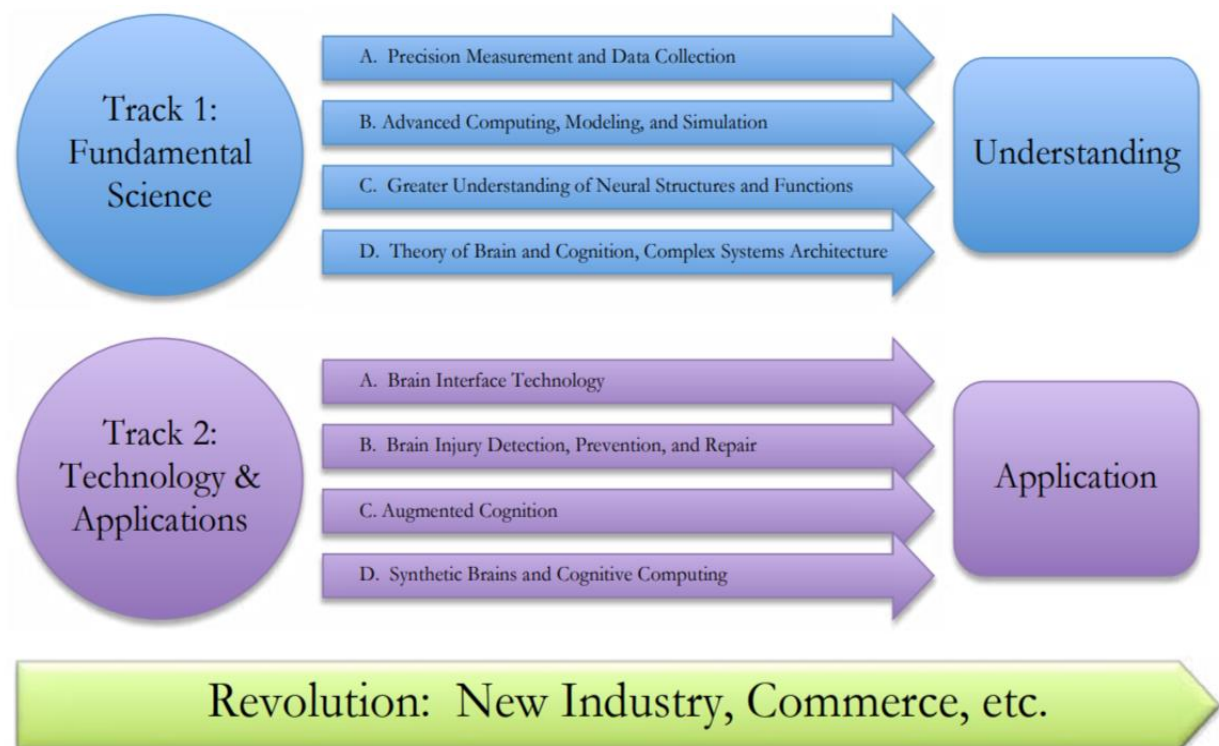 Track 1:
Fundamental
Science
A. Precision Measurement and Data Collection
B. Advanced Computing, Modeling, and Simulation
C. Greater Understanding of Neural Structures and Functions
D. Theory of Brain and Cognition, Complex Systems Architecture
Understanding
Track 2:
Technology &
Applications
A. Brain Interface Technology
B. Brain Injury Detection, Prevention, and Repair
C. Augmented Cognition
D. Synthetic Brains and Cognitive Computing
Application
Revolution: New Industry, Commerce, etc.